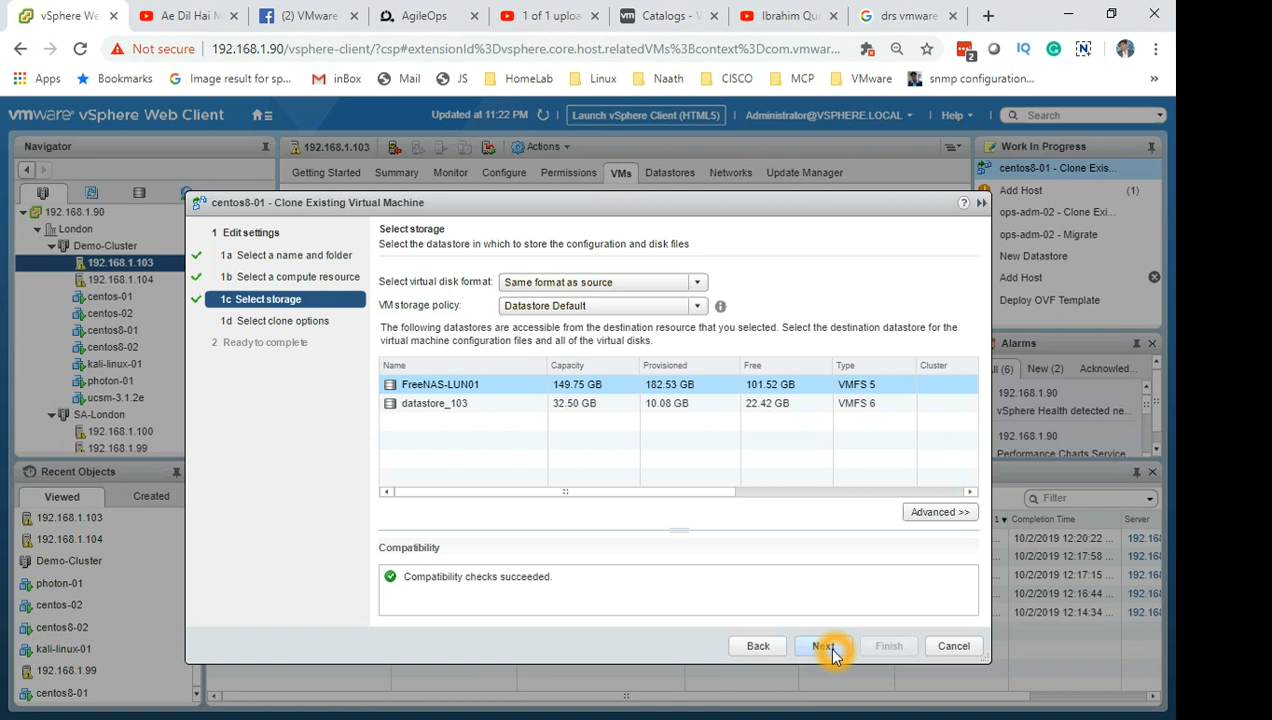 vSphere We
Ae Dil Hai M
(2) VMware
AgileOps
1 of 1 uploa
Catalogs - V
Ibrahim Qu
drs vmware
Not secure
192.168.1.90/vsphere-client/?csp#extensionId%3Dvsphere.core.host.relatedVMs%3Bcontext%3Dcom.vmwar...
2
IQ
Apps
Bookmarks
Image result for sp...
inBox
Mail
JS
HomeLab
Linux
Naath
CISCO
MCP
VMware
snmp configuration...
»
vmware® vSphere Web Client
Updated at 11:22 PM
Launch vSphere Client (HTML5)
Administrator@VSPHERE.LOCAL
Help
Search
Navigator
192.168.1.103
Actions
Work In Progress
Getting Started
Summary
Monitor
Configure
Permissions
VMs
Datastores
Networks
Update Manager
192.168.1.90
London
Demo-Cluster
192.168.1.103
192.168.1.104
centos-01
centos-02
centos8-01
centos8-02
kali-linux-01
photon-01
ucsm-3.1.2e
SA-London
192.168.1.100
192.168.1.99
centos8-01 - Clone Existing Virtual Machine
1 Edit settings
1a Select a name and folder
1b Select a compute resource
1c Select storage
1d Select clone options
2 Ready to complete
Select storage
Select the datastore in which to store the configuration and disk files
Select virtual disk format:
Same format as source
VM storage policy:
Datastore Default
The following datastores are accessible from the destination resource that you selected. Select the destination datastore for the
virtual machine configuration files and all of the virtual disks.
Name
Capacity
Provisioned
Free
Type
Cluster
FreeNAS-LUN01
149.75 GB
182.53 GB
101.52 GB
VMFS 5
datastore_103
32.50 GB
10.08 GB
22.42 GB
VMFS 6
Advanced >>
Compatibility
Compatibility checks succeeded.
Back
Next
Finish
Cancel
centos8-01 - Clone Exis...
Add Host
(1)
ops-adm-02 - Clone Exi...
ops-adm-02 - Migrate
New Datastore
Add Host
Deploy OVF Template
Alarms
All (6)
New (2)
Acknowled...
192.168.1.90
vSphere Health detected ne...
192.168.1.90
Performance Charts Service
Recent Objects
Viewed
Created
192.168.1.103
192.168.1.104
Demo-Cluster
photon-01
centos-02
centos8-02
kali-linux-01
192.168.1.99
centos8-01
Filter
1
Completion Time
Server
10/2/2019 12:20:22 ...
192.168
10/2/2019 12:17:58 ...
192.168
10/2/2019 12:17:15 ...
192.168
10/2/2019 12:16:44 ...
192.168
10/2/2019 12:14:34 ...
192.168